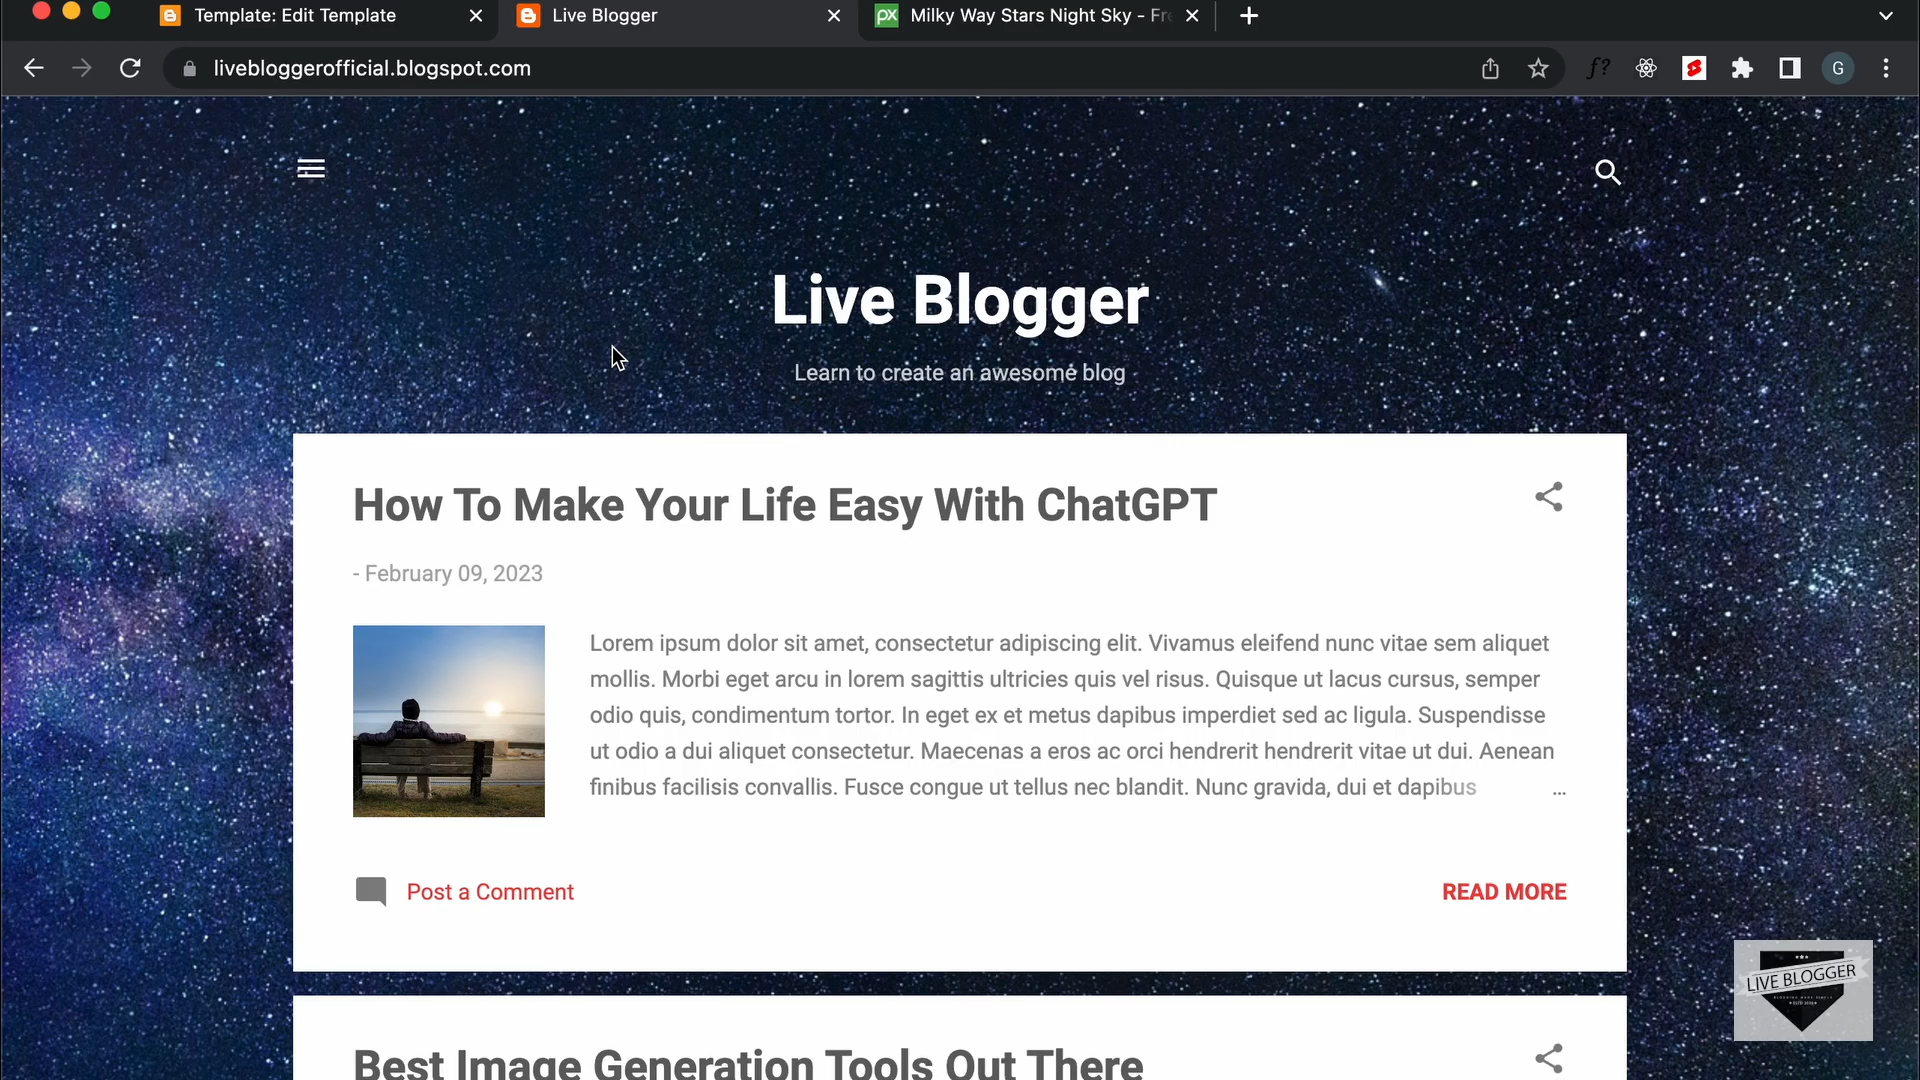 Template: Edit Template
Live Blogger
Milky Way Stars Night Sky - Fre
livebloggerofficial.blogspot.com
f?
G
Live Blogger
Learn to create an awesome blog
How To Make Your Life Easy With ChatGPT
- February 09, 2023
Lorem ipsum dolor sit amet, consectetur adipiscing elit. Vivamus eleifend nunc vitae sem aliquet
mollis. Morbi eget arcu in lorem sagittis ultricies quis vel risus. Quisque ut lacus cursus, semper
odio quis, condimentum tortor. In eget ex et metus dapibus imperdiet sed ac ligula. Suspendisse
ut odio a dui aliquet consectetur. Maecenas a eros ac orci hendrerit hendrerit vitae ut dui. Aenean
finibus facilisis convallis. Fusce congue ut tellus nec blandit. Nunc gravida, dui et dapibus ...
Post a Comment
READ MORE
LIVE BLOGGER
Best Image Generation Tools Out There